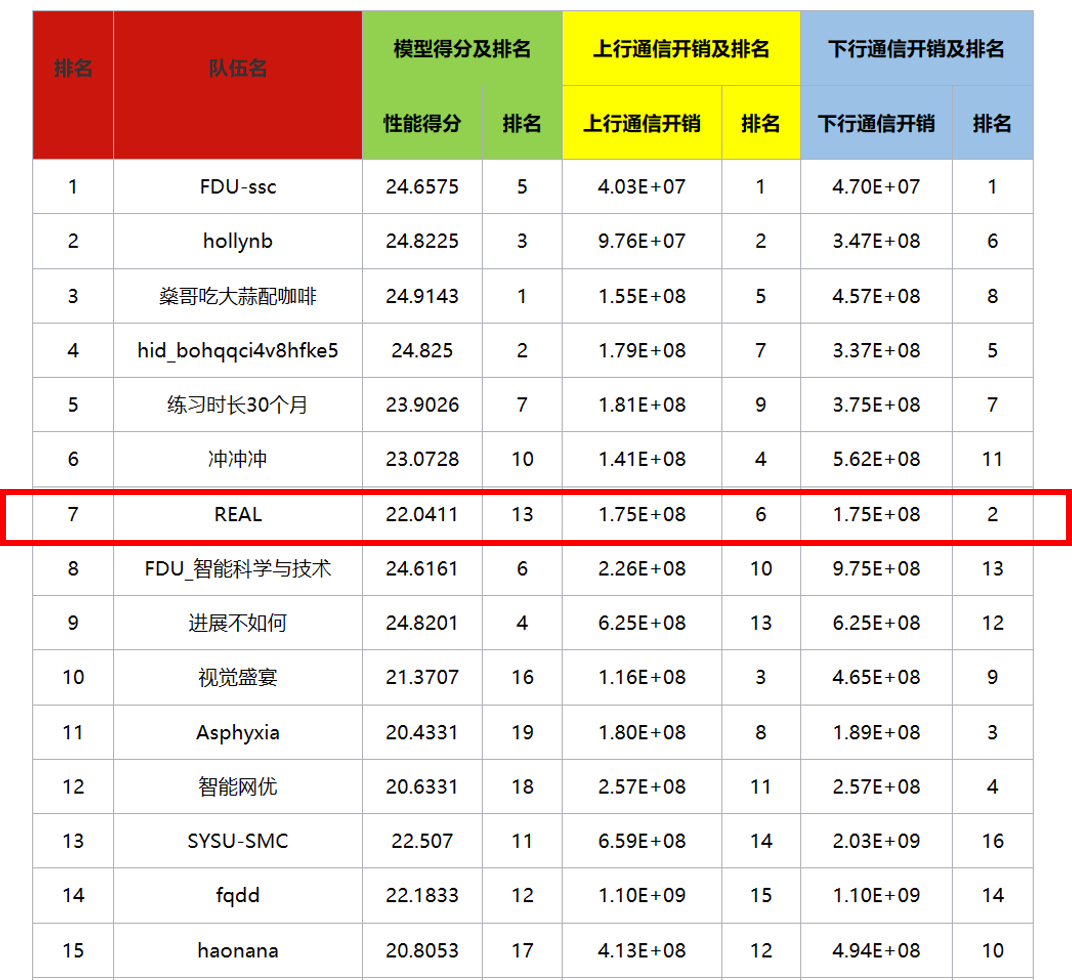 排名 队伍名 模型得分及排名 上行通信开销及排名 下行通信开销及排名
性能得分 排名 上行通信开销 排名 下行通信开销 排名
1 FDU-ssc 24.6575 5 4.03E+07 1 4.70E+07 1
2 hollynb 24.8225 3 9.76E+07 2 3.47E+08 6
3 燊哥吃大蒜配咖啡 24.9143 1 1.55E+08 5 4.57E+08 8
4 hid_bohqqci4v8hfke5 24.825 2 1.79E+08 7 3.37E+08 5
5 练习时长30个月 23.9026 7 1.81E+08 9 3.75E+08 7
6 冲冲冲 23.0728 10 1.41E+08 4 5.62E+08 11
7 REAL 22.0411 13 1.75E+08 6 1.75E+08 2
8 FDU_智能科学与技术 24.6161 6 2.26E+08 10 9.75E+08 13
9 进展不如何 24.8201 4 6.25E+08 13 6.25E+08 12
10 视觉盛宴 21.3707 16 1.16E+08 3 4.65E+08 9
11 Asphyxia 20.4331 19 1.80E+08 8 1.89E+08 3
12 智能网优 20.6331 18 2.57E+08 11 2.57E+08 4
13 SYSU-SMC 22.507 11 6.59E+08 14 2.03E+09 16
14 fqdd 22.1833 12 1.10E+09 15 1.10E+09 14
15 haonana 20.8053 17 4.13E+08 12 4.94E+08 10